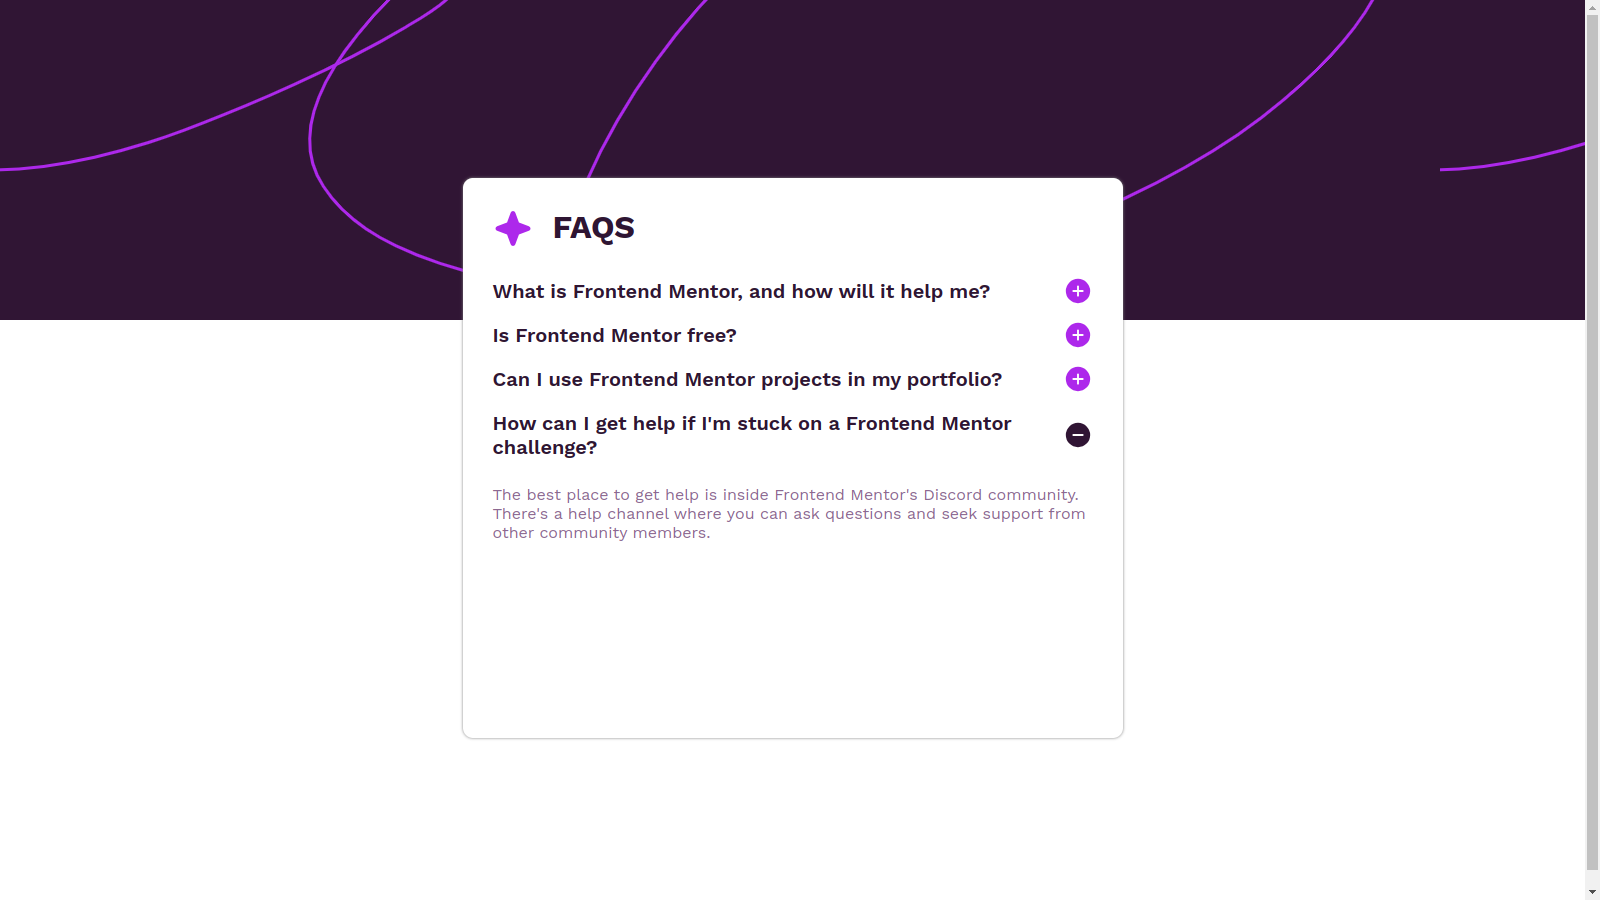 FAQS
What is Frontend Mentor, and how will it help me?
Is Frontend Mentor free?
Can I use Frontend Mentor projects in my portfolio?
How can I get help if I'm stuck on a Frontend Mentor
challenge?
The best place to get help is inside Frontend Mentor's Discord community.
There's a help channel where you can ask questions and seek support from
other community members.